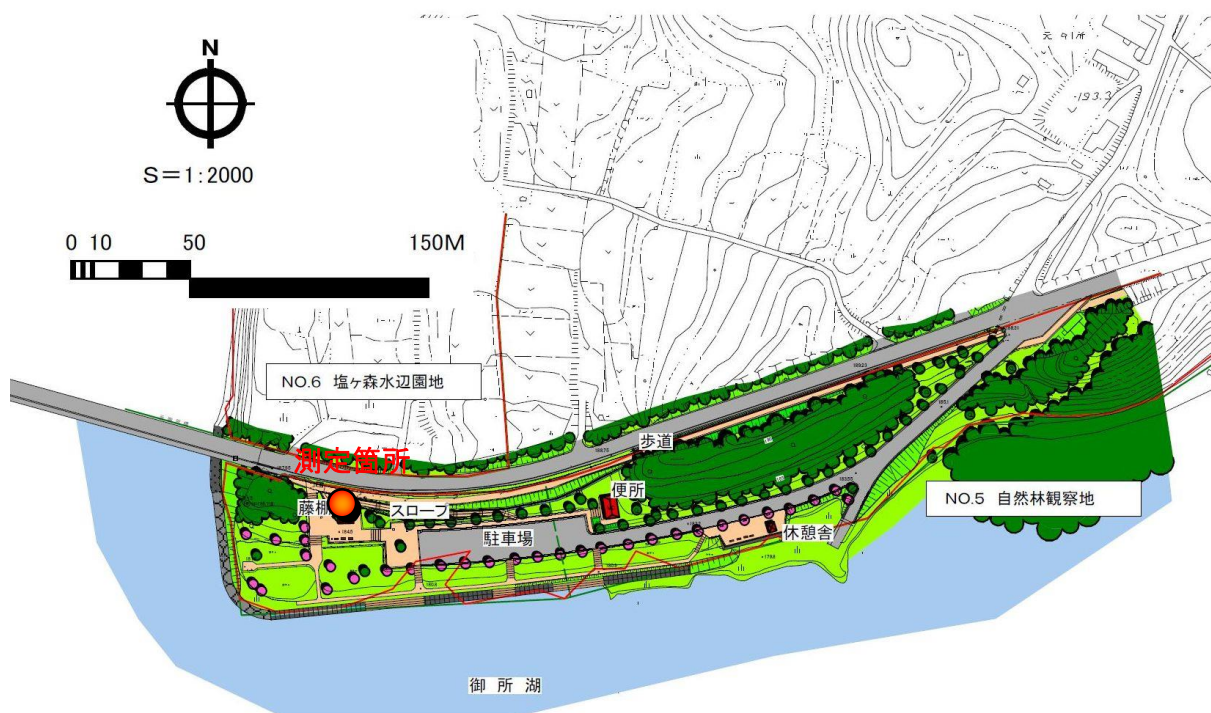 N
S=1:2000
0 10 50 150M
193.3
NO.6 塩ヶ森水辺園地
測定箇所
歩道
便所
藤棚
スロープ
駐車場
休憩舎
NO.5 自然林観察地
御所湖